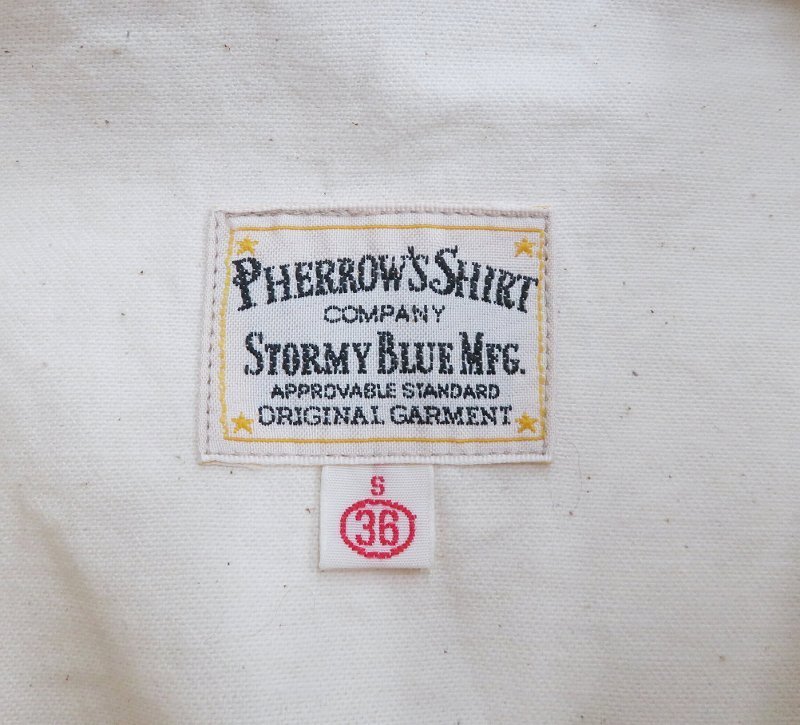 PHERROW'S SHIRT
COMPANY
STORMY BLUE MFG.
APPROVABLE STANDARD
ORIGINAL GARMENT
S
36